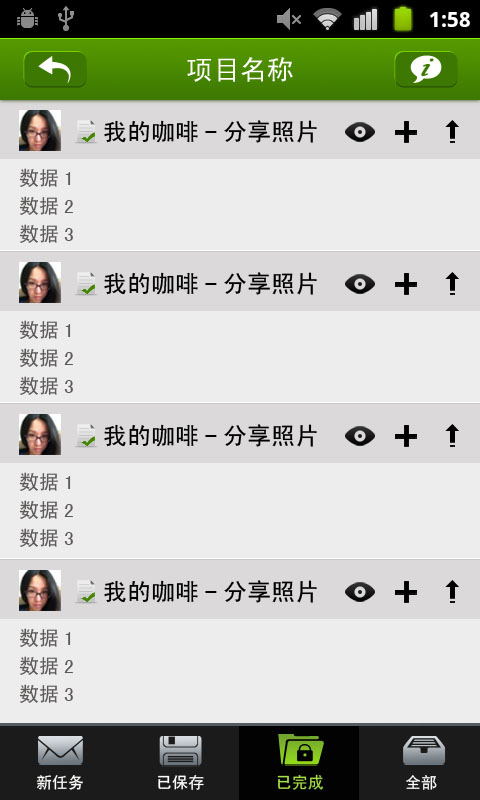 1:58
项目名称
我的咖啡 – 分享照片
数据 1
数据 2
数据 3
我的咖啡 – 分享照片
数据 1
数据 2
数据 3
我的咖啡 – 分享照片
数据 1
数据 2
数据 3
我的咖啡 – 分享照片
数据 1
数据 2
数据 3
新任务 已保存 已完成 全部